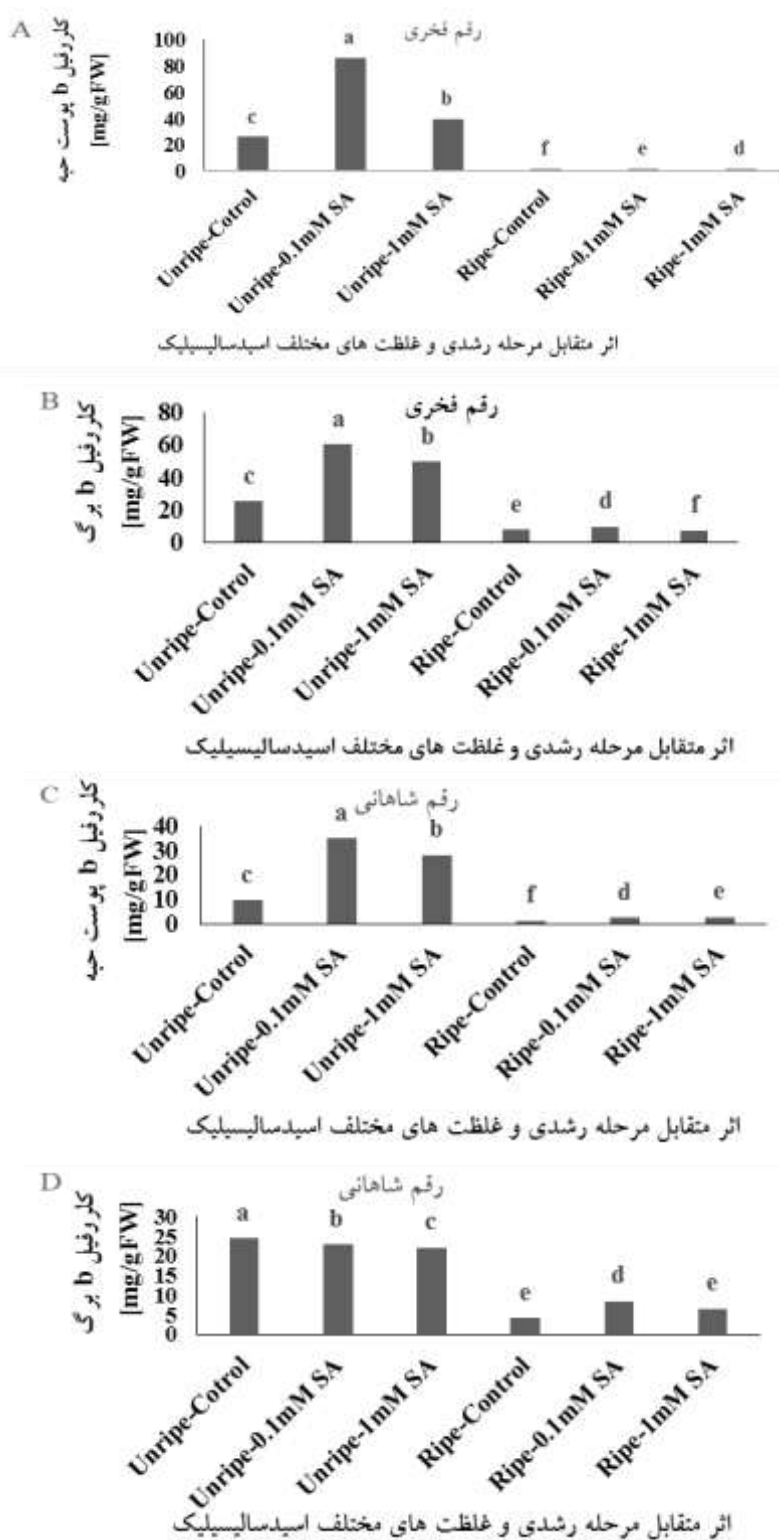 A
رقم فخری
کلروفیل b پوست حبه
[mg/gFW]
100
80
60
40
20
0
c
a
b
f
e
d
Unripe-Cotrol
Unripe-0.1mM SA
Unripe-1mM SA
Ripe-Control
Ripe-0.1mM SA
Ripe-1mM SA
اثر متقابل مرحله رشدی و غلظت های مختلف اسیدسالیسیلیک
B
رقم فخری
کلروفیل b برگ
[mg/gFW]
80
60
40
20
0
c
a
b
e
d
f
Unripe-Cotrol
Unripe-0.1mM SA
Unripe-1mM SA
Ripe-Control
Ripe-0.1mM SA
Ripe-1mM SA
اثر متقابل مرحله رشدی و غلظت های مختلف اسیدسالیسیلیک
C
رقم شاهانی
کلروفیل b پوست حبه
[mg/gFW]
40
30
20
10
0
c
a
b
f
d
e
Unripe-Cotrol
Unripe-0.1mM SA
Unripe-1mM SA
Ripe-Control
Ripe-0.1mM SA
Ripe-1mM SA
اثر متقابل مرحله رشدی و غلظت های مختلف اسیدسالیسیلیک
D
رقم شاهانی
کلروفیل b برگ
[mg/gFW]
30
25
20
15
10
5
0
a
b
c
e
d
e
Unripe-Cotrol
Unripe-0.1mM SA
Unripe-1mM SA
Ripe-Control
Ripe-0.1mM SA
Ripe-1mM SA
اثر متقابل مرحله رشدی و غلظت های مختلف اسیدسالیسیلیک